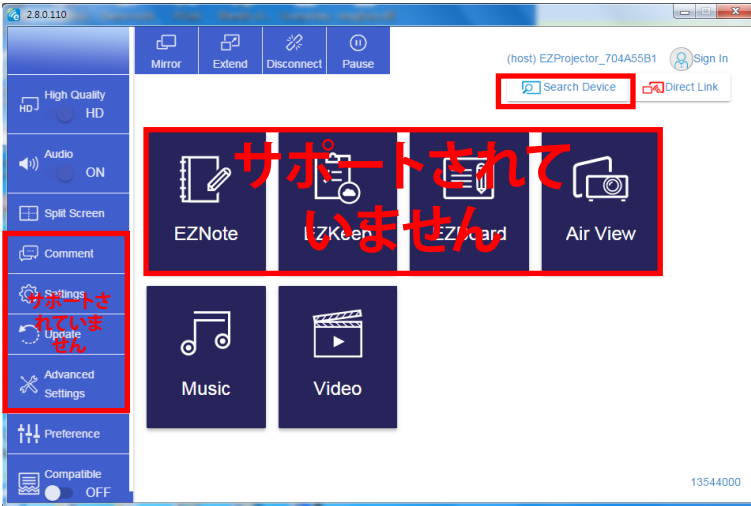 2.8.0.110
Mirror
Extend
Disconnect
Pause
(host) EZProjector_704A55B1
Sign In
Search Device
Direct Link
High Quality
HD
HD
Audio
ON
Split Screen
Comment
Settings
Update
Advanced
Settings
サポートさ
れていま
せん
Preference
Compatible
OFF
サポートされて
いません
EZNote
EZKeep
EZBoard
Air View
Music
Video
13544000